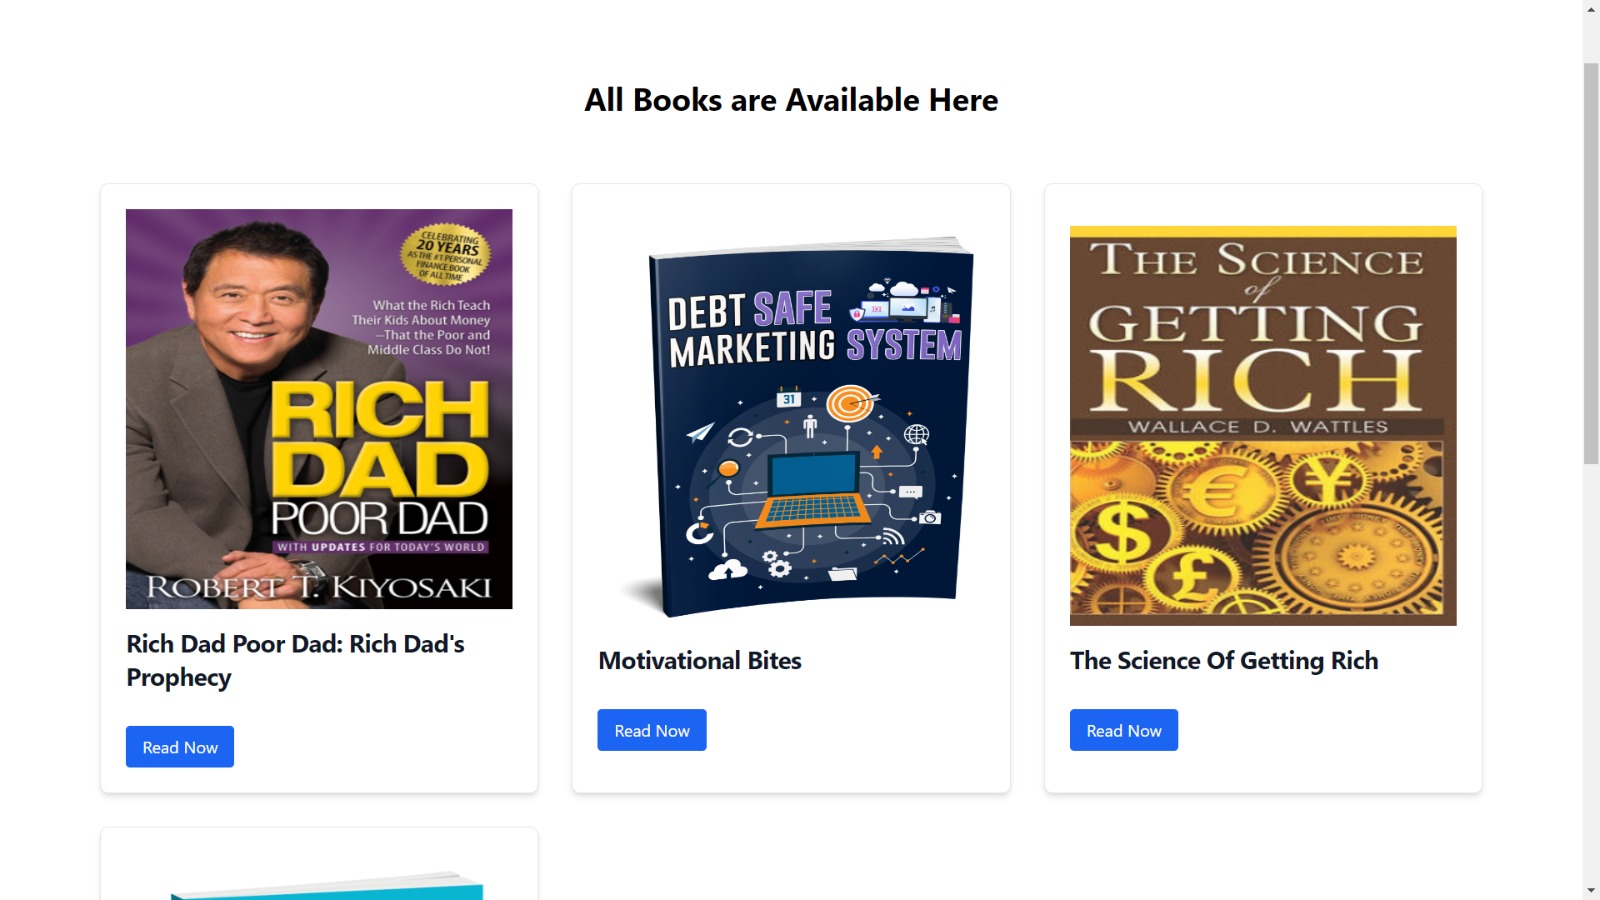 All Books are Available Here
CELEBRATING
20 YEARS
AS THE #1 PERSONAL
FINANCE BOOK
OF ALL TIME
What the Rich Teach
Their Kids About Money
—That the Poor and
Middle Class Do Not!
RICH
DAD
POOR DAD
WITH UPDATES FOR TODAY'S WORLD
ROBERT T. KIYOSAKI
Rich Dad Poor Dad: Rich Dad's
Prophecy
Read Now
DEBT SAFE
MARKETING SYSTEM
31
Motivational Bites
Read Now
THE SCIENCE
of
GETTING
RICH
WALLACE D. WATTLES
€
¥
$
£
The Science Of Getting Rich
Read Now